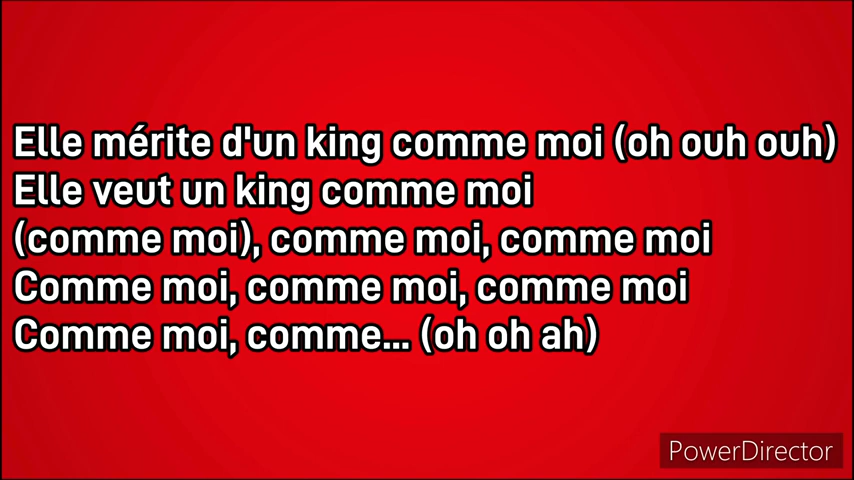 Elle mérite d'un king comme moi (oh ouh ouh)
Elle veut un king comme moi
(comme moi), comme moi, comme moi
Comme moi, comme moi, comme moi
Comme moi, comme... (oh oh ah)
PowerDirector